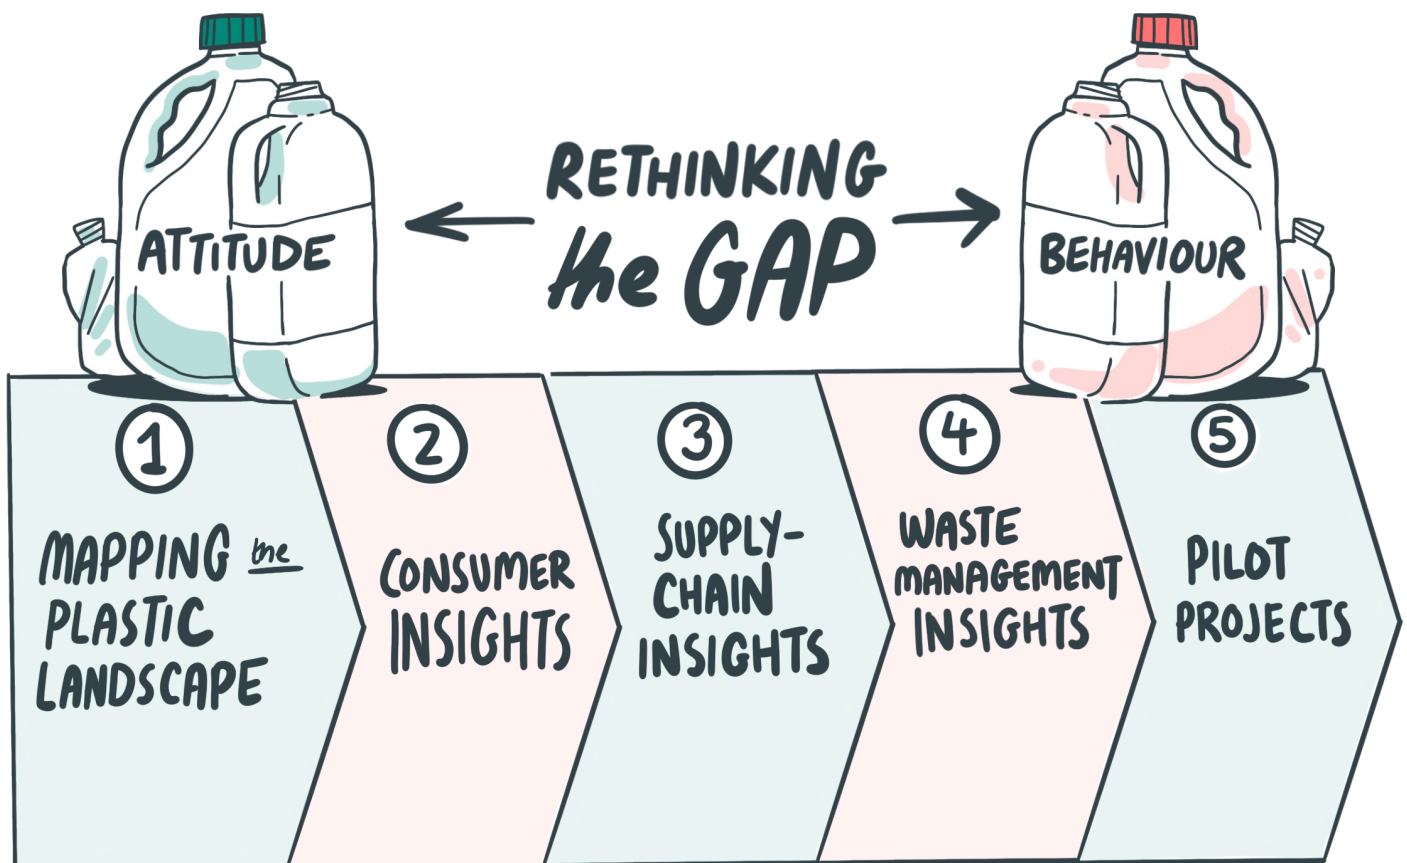 ATTITUDE
RETHINKING
the GAP
BEHAVIOUR
1
MAPPING the
PLASTIC
LANDSCAPE
2
CONSUMER
INSIGHTS
3
SUPPLY-
CHAIN
INSIGHTS
4
WASTE
MANAGEMENT
INSIGHTS
5
PILOT
PROJECTS